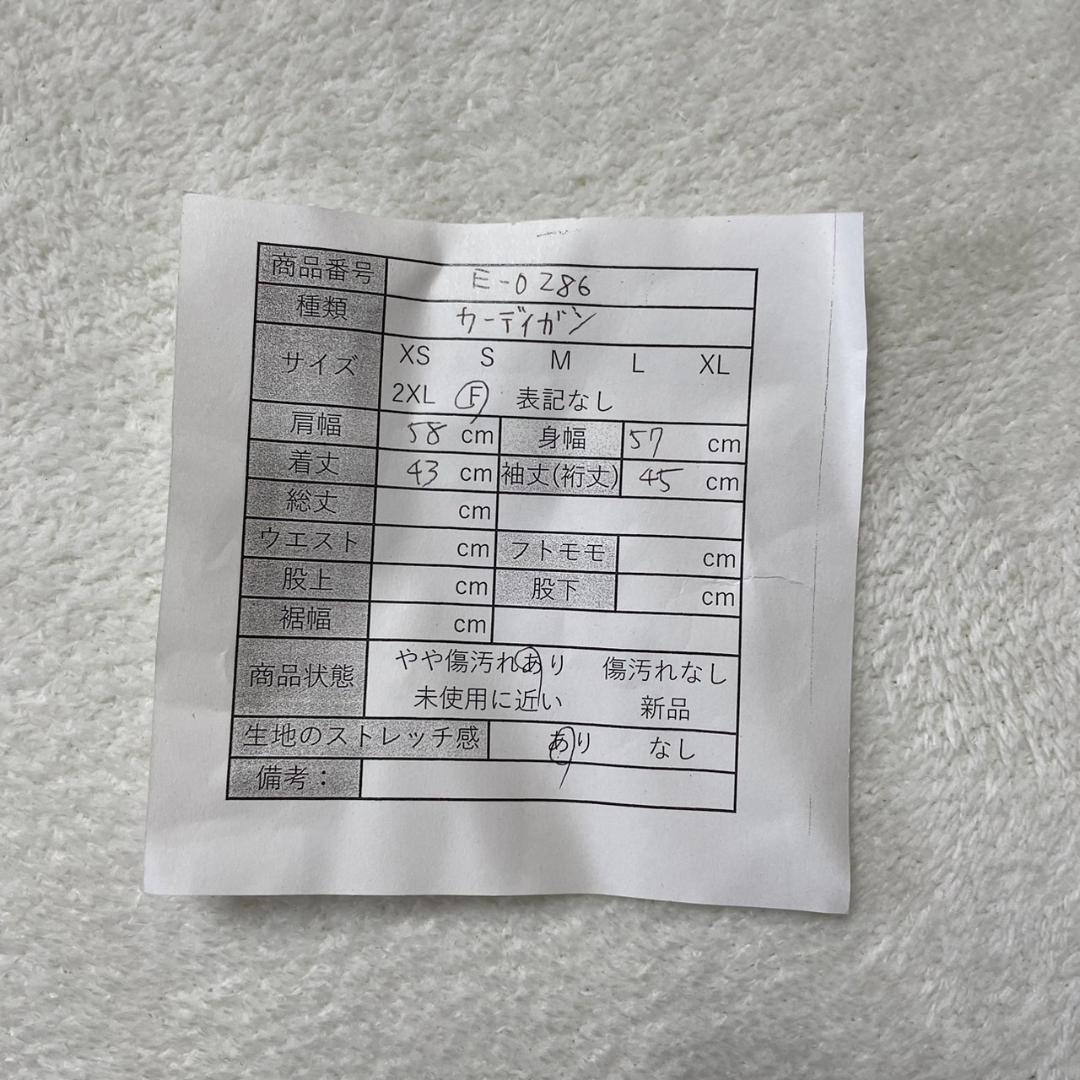 商品番号 E-0286
種類 カーディガン
サイズ XS S M L XL
2XL F 表記なし
肩幅 58 cm 身幅 57 cm
着丈 43 cm 袖丈(裄丈) 45 cm
総丈 cm
ウエスト cm フトモモ cm
股上 cm 股下 cm
裾幅 cm
商品状態 やや傷汚れあり 傷汚れなし
未使用に近い 新品
生地のストレッチ感 あり なし
備考：